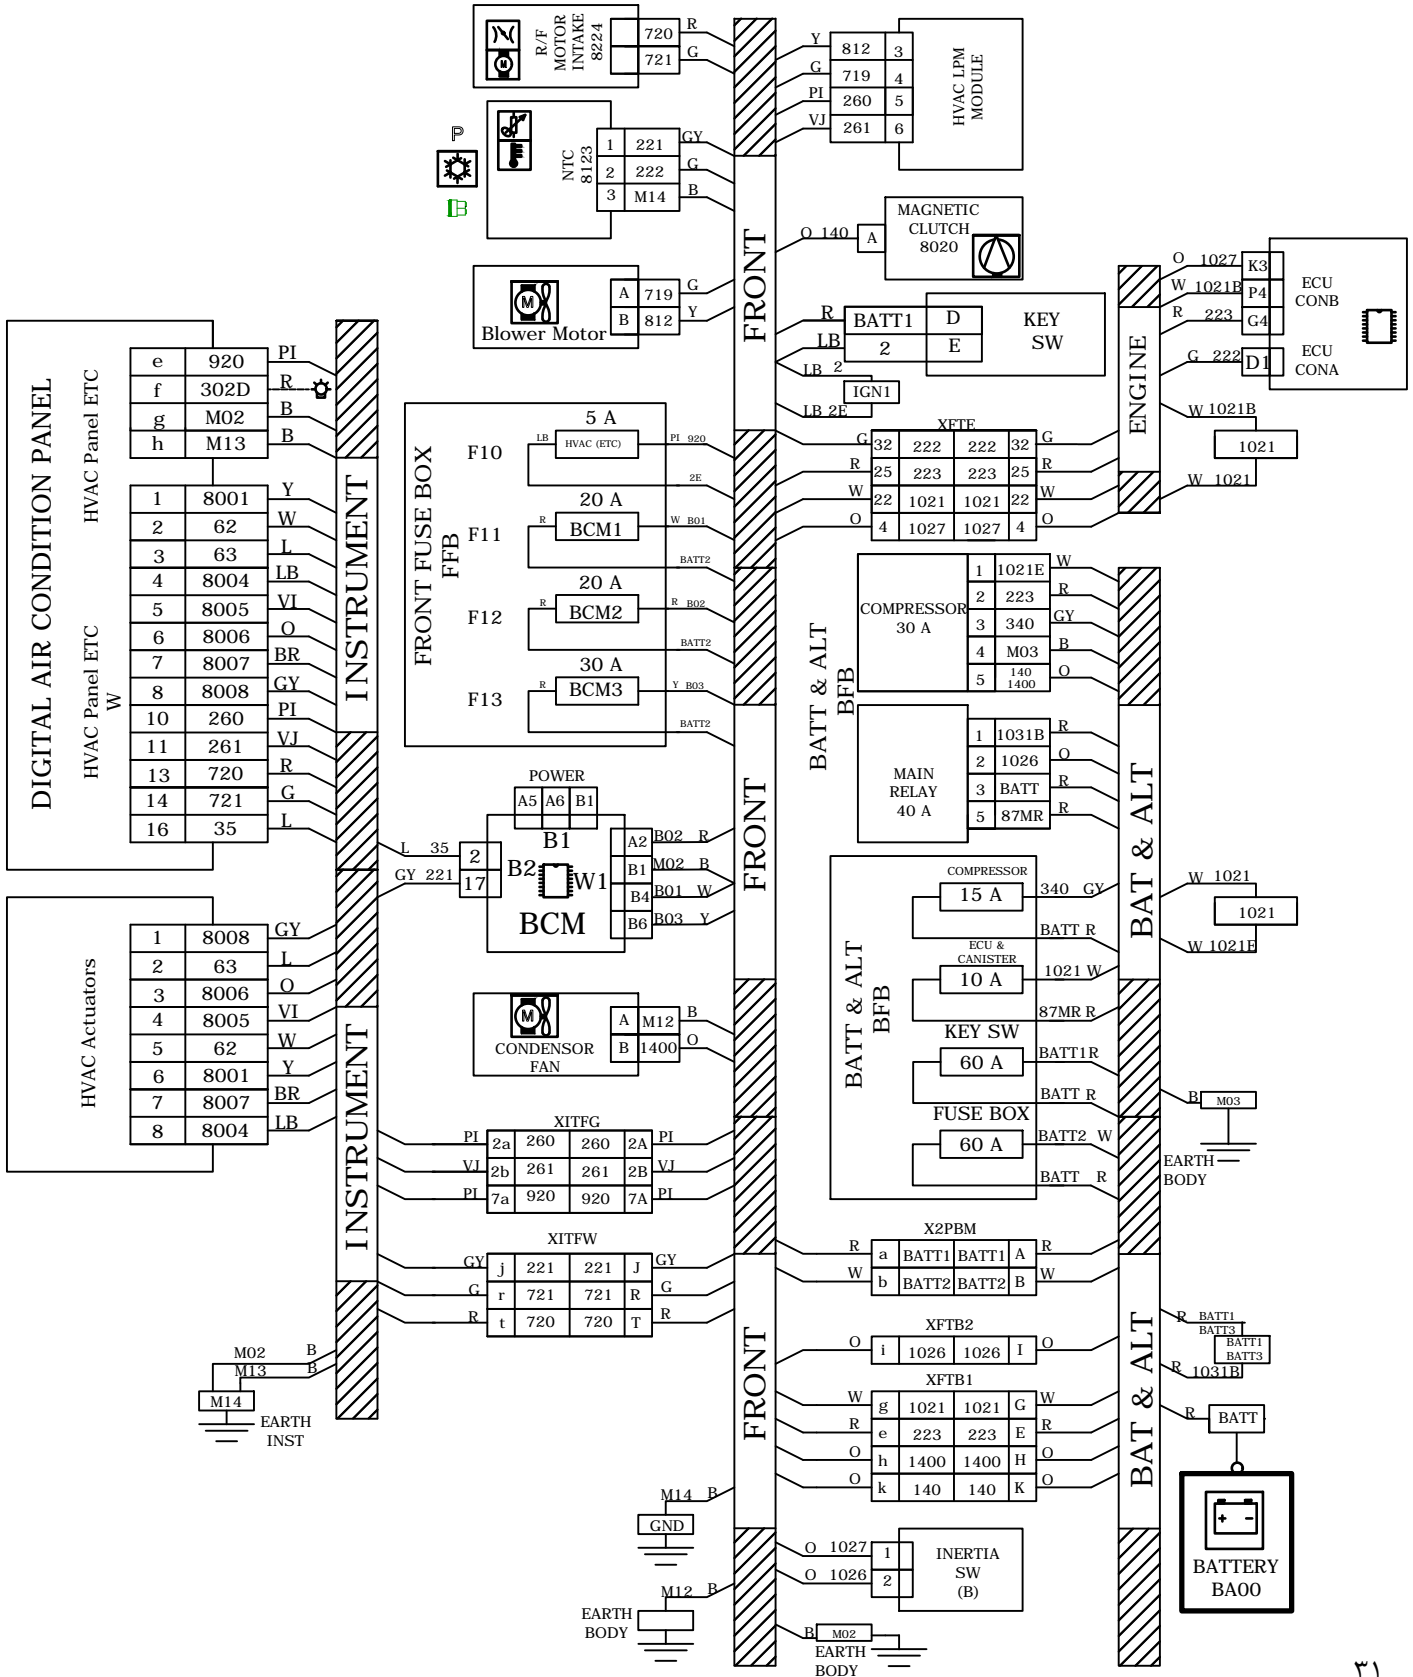 R/F
MOTOR
INTAKE
8224
720 R
721 G
NTC
8123
1 221 GY
2 222 G
3 M14 B
P
B
A 719 G
B 812 Y
Blower Motor
Y 812 3
G 719 4
PI 260 5
VJ 261 6
HVAC LPM
MODULE
MAGNETIC
CLUTCH
8020
O 140 A
R BATT1 D
LB 2 E
KEY
SW
LB 2
IGN1
LB 2E
FRONT
ENGINE
O 1027 K3
W 1021B P4
R 223 G4
G 222 D1
ECU
CONB
ECU
CONA
W 1021B
1021
W 1021
DIGITAL AIR CONDITION PANEL
HVAC Panel ETC
e 920 PI
f 302D R
g M02 B
h M13 B
HVAC Panel ETC
W
1 8001 Y
2 62 W
3 63 L
4 8004 LB
5 8005 VI
6 8006 O
7 8007 BR
8 8008 GY
10 260 PI
11 261 VJ
13 720 R
14 721 G
16 35 L
INSTRUMENT
FRONT FUSE BOX
FFB
F10
5 A
LB HVAC (ETC) PI 920
2E
F11
20 A
R BCM1 W B01
BATT2
F12
20 A
R BCM2 R B02
BATT2
F13
30 A
R BCM3 Y B03
BATT2
XFTE
G 32 222 222 32 G
R 25 223 223 25 R
W 22 1021 1021 22 W
O 4 1027 1027 4 O
BATT & ALT
BFB
COMPRESSOR
30 A
1 1021E W
2 223 R
3 340 GY
4 M03 B
5 140 1400 O
MAIN
RELAY
40 A
1 1031B R
2 1026 O
3 BATT R
5 87MR R
POWER
A5 A6 B1
B1
B2
W1
BCM
L 35 2
GY 221 17
A2 B02 R
B1 M02 B
B4 B01 W
B6 B03 Y
FRONT
BATT & ALT
BFB
COMPRESSOR
15 A 340 GY
BATT R
ECU &
CANISTER
10 A 1021 W
87MR R
KEY SW
60 A BATT1 R
BATT R
FUSE BOX
60 A BATT2 W
BATT R
BAT & ALT
W 1021
1021
W 1021E
B M03
EARTH
BODY
HVAC Actuators
1 8008 GY
2 63 L
3 8006 O
4 8005 VI
5 62 W
6 8001 Y
7 8007 BR
8 8004 LB
INSTRUMENT
CONDENSOR
FAN
A M12 B
B 1400 O
XITFG
PI 2a 260 260 2A PI
VJ 2b 261 261 2B VJ
PI 7a 920 920 7A PI
XITFW
GY j 221 221 J GY
G r 721 721 R G
R t 720 720 T R
M02 B
M13 B
M14
EARTH
INST
X2PBM
R a BATT1 BATT1 A R
W b BATT2 BATT2 B W
XFTB2
O i 1026 1026 I O
XFTB1
W g 1021 1021 G W
R e 223 223 E R
O h 1400 1400 H O
O k 140 140 K O
FRONT
BAT & ALT
R BATT1
BATT3
BATT1
BATT3
R 1031B
R BATT
BATTERY
BA00
M14 B
GND
M12 B
EARTH
BODY
O 1027 1
O 1026 2
INERTIA
SW
(B)
B M02
EARTH
BODY
٣١